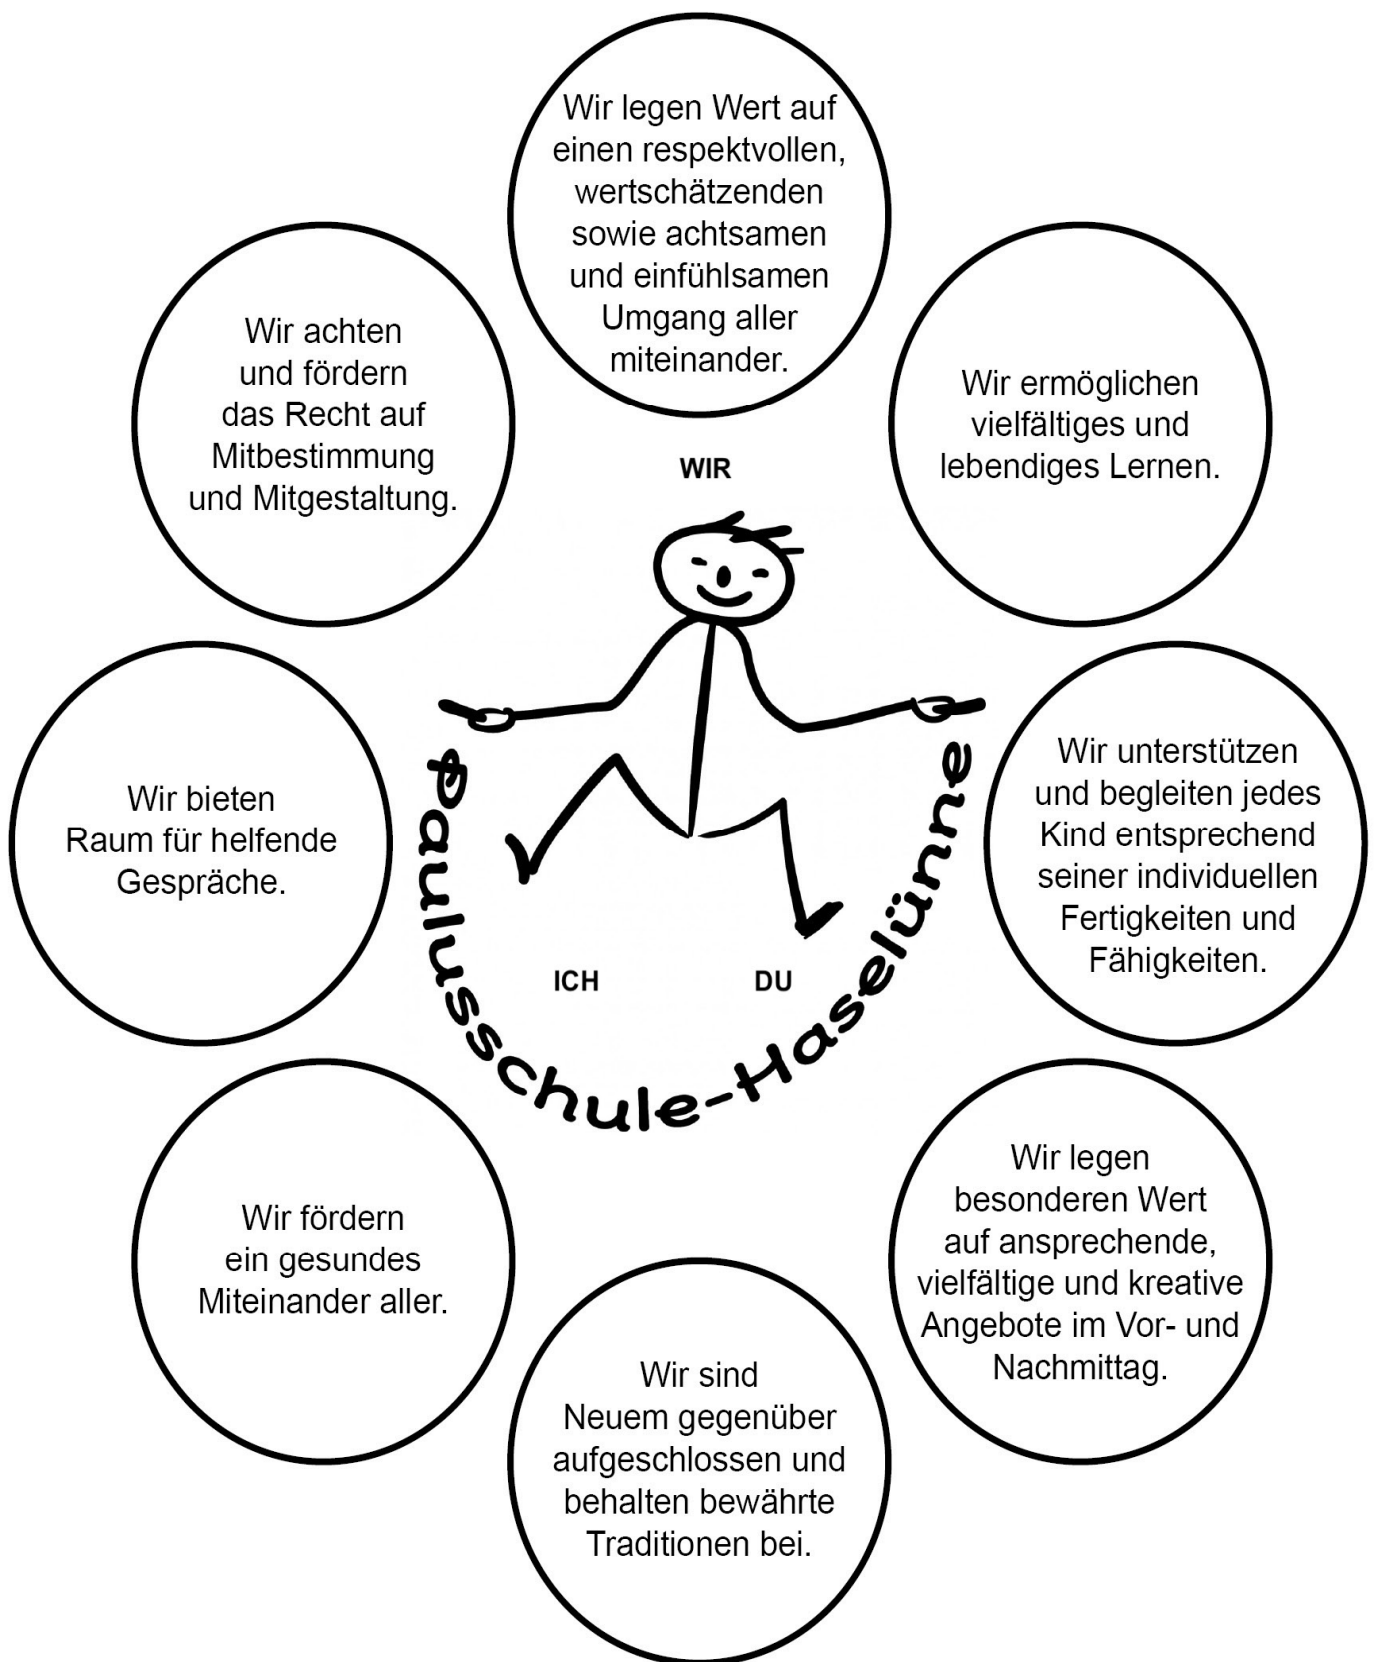 Wir legen Wert auf
einen respektvollen,
wertschätzenden
sowie achtsamen
und einfühlsamen
Umgang aller
miteinander.
Wir achten
und fördern
das Recht auf
Mitbestimmung
und Mitgestaltung.
Wir ermöglichen
vielfältiges und
lebendiges Lernen.
WIR
Wir bieten
Raum für helfende
Gespräche.
Paulusschule-Haselünne
ICH
DU
Wir unterstützen
und begleiten jedes
Kind entsprechend
seiner individuellen
Fertigkeiten und
Fähigkeiten.
Wir fördern
ein gesundes
Miteinander aller.
Wir legen
besonderen Wert
auf ansprechende,
vielfältige und kreative
Angebote im Vor- und
Nachmittag.
Wir sind
Neuem gegenüber
aufgeschlossen und
behalten bewährte
Traditionen bei.